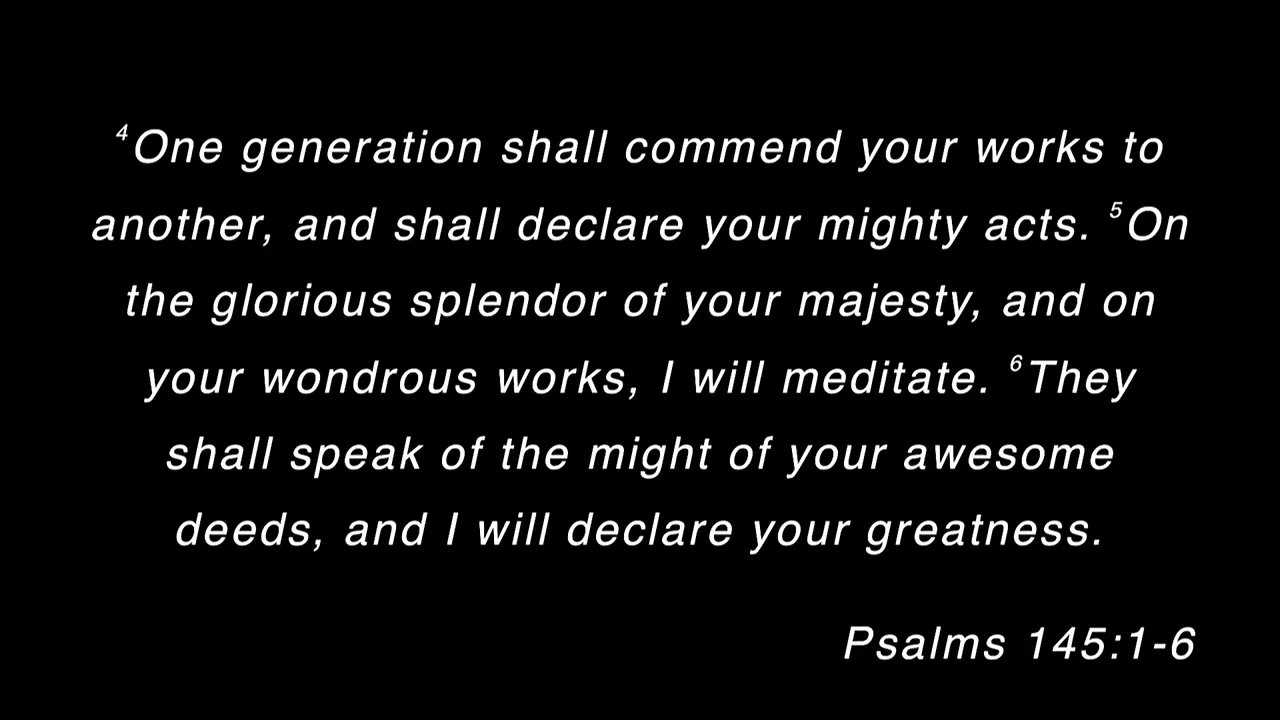 ⁴One generation shall commend your works to
another, and shall declare your mighty acts. ⁵On
the glorious splendor of your majesty, and on
your wondrous works, I will meditate. ⁶They
shall speak of the might of your awesome
deeds, and I will declare your greatness.
Psalms 145:1-6